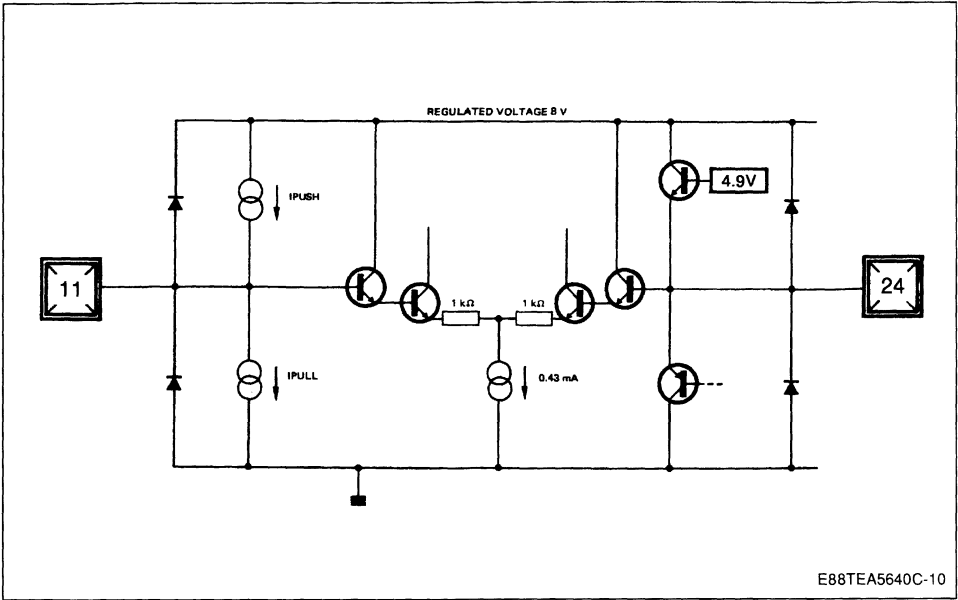 REGULATED VOLTAGE 8 V
4.9V
IPUSH
11
24
1 kΩ
1 kΩ
IPULL
0.43 mA
E88TEA5640C-10